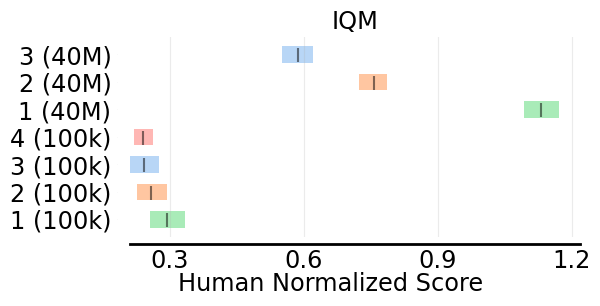 IQM
3 (40M)
2 (40M)
1 (40M)
4 (100k)
3 (100k)
2 (100k)
1 (100k)
0.3 0.6 0.9 1.2
Human Normalized Score